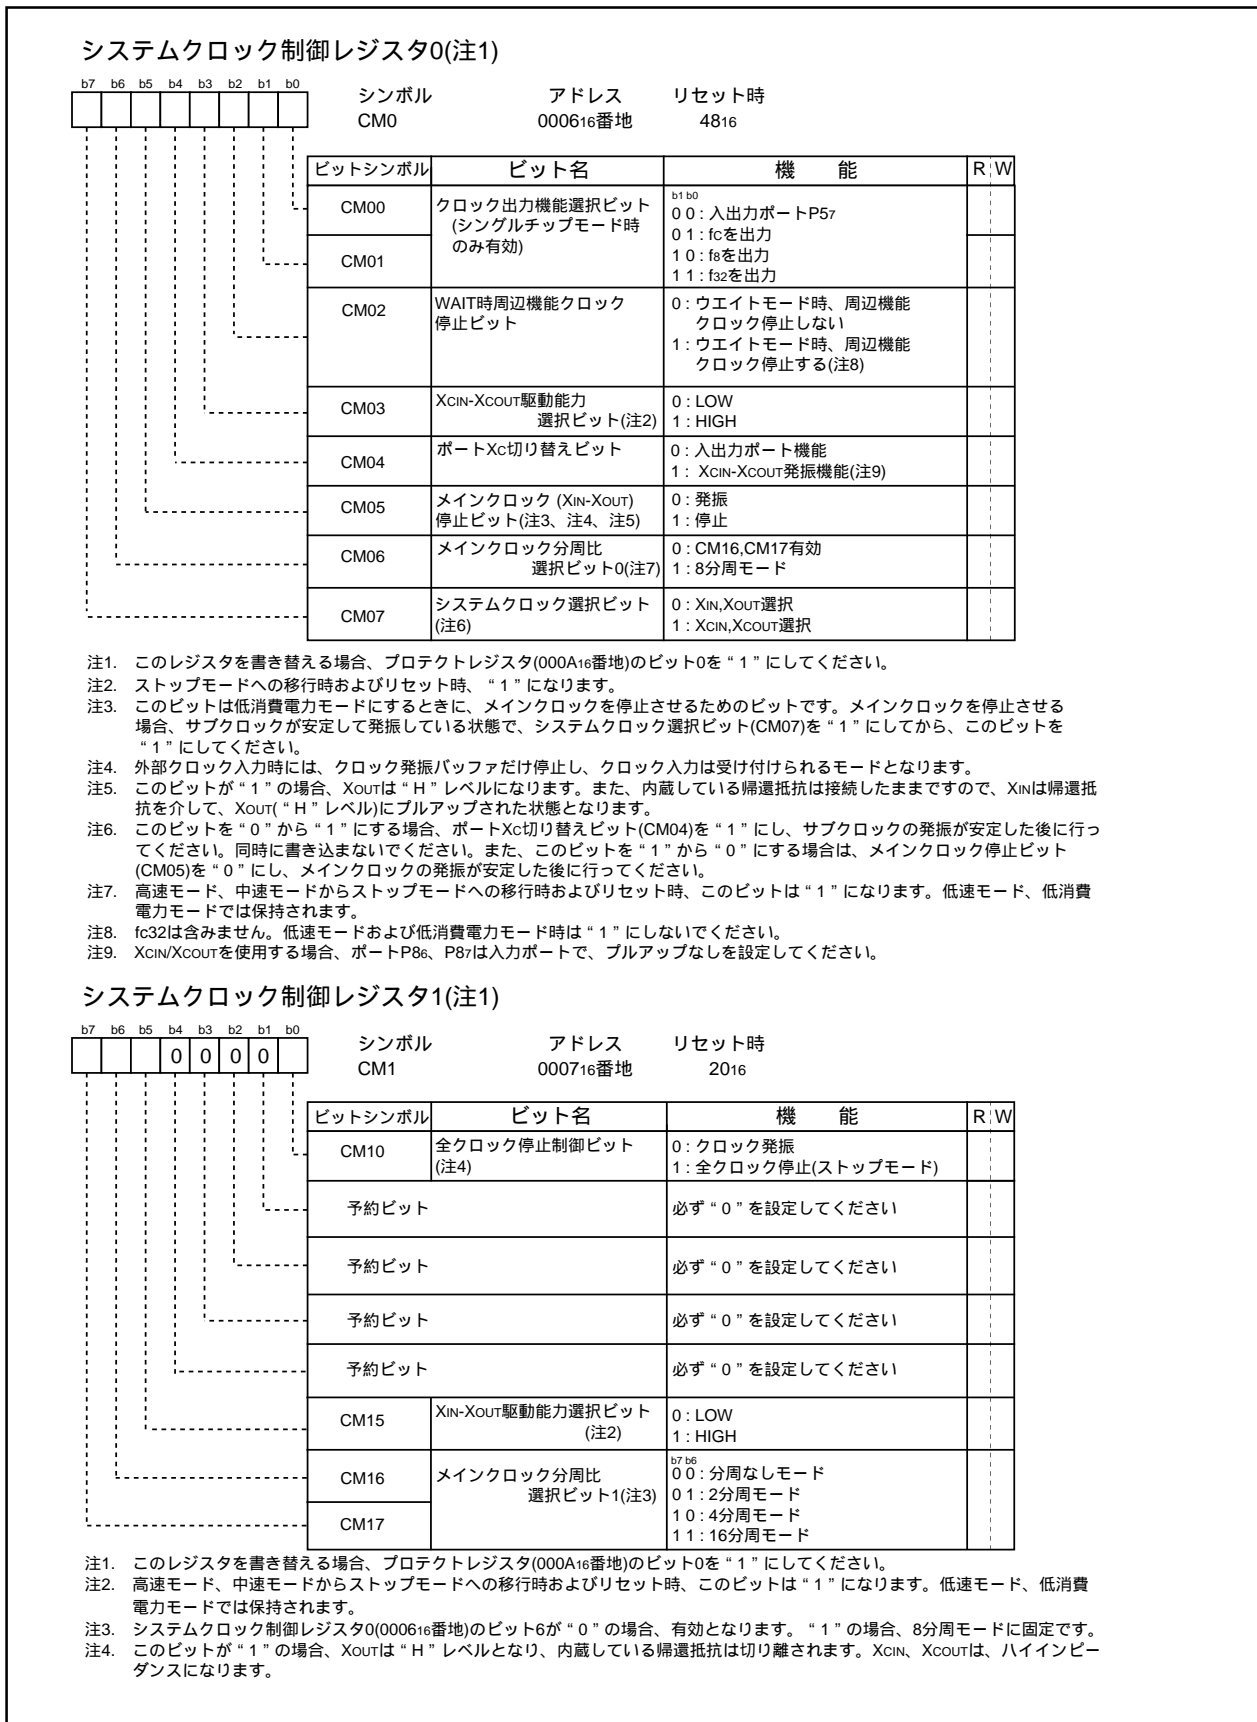 システムクロック制御レジスタ0(注1)
b7 b6 b5 b4 b3 b2 b1 b0
シンボル アドレス リセット時
CM0 000616番地 4816
ビットシンボル ビット名 機 能 R W
CM00 クロック出力機能選択ビット
(シングルチップモード時
のみ有効)
b1 b0
0 0 : 入出力ポートP57
0 1 : fcを出力
1 0 : f8を出力
1 1 : f32を出力
CM01
CM02 WAIT時周辺機能クロック
停止ビット
0 : ウエイトモード時、周辺機能
クロック停止しない
1 : ウエイトモード時、周辺機能
クロック停止する(注8)
CM03 XCIN-XCOUT駆動能力
選択ビット(注2)
0 : LOW
1 : HIGH
CM04 ポートXC切り替えビット
0 : 入出力ポート機能
1 : XCIN-XCOUT発振機能(注9)
CM05 メインクロック (XIN-XOUT)
停止ビット(注3、注4、注5)
0 : 発振
1 : 停止
CM06 メインクロック分周比
選択ビット0(注7)
0 : CM16,CM17有効
1 : 8分周モード
CM07 システムクロック選択ビット
(注6)
0 : XIN,XOUT選択
1 : XCIN,XCOUT選択
注1. このレジスタを書き替える場合、プロテクトレジスタ(000A16番地)のビット0を“1”にしてください。
注2. ストップモードへの移行時およびリセット時、“1”になります。
注3. このビットは低消費電力モードにするときに、メインクロックを停止させるためのビットです。メインクロックを停止させる
場合、サブクロックが安定して発振している状態で、システムクロック選択ビット(CM07)を“1”にしてから、このビットを
“1”にしてください。
注4. 外部クロック入力時には、クロック発振バッファだけ停止し、クロック入力は受け付けられるモードとなります。
注5. このビットが“1”の場合、XOUTは“H”レベルになります。また、内蔵している帰還抵抗は接続したままですので、XINは帰還抵
抗を介して、XOUT(“H”レベル)にプルアップされた状態となります。
注6. このビットを“0”から“1”にする場合、ポートXC切り替えビット(CM04)を“1”にし、サブクロックの発振が安定した後に行っ
てください。同時に書き込まないでください。また、このビットを“1”から“0”にする場合は、メインクロック停止ビット
(CM05)を“0”にし、メインクロックの発振が安定した後に行ってください。
注7. 高速モード、中速モードからストップモードへの移行時およびリセット時、このビットは“1”になります。低速モード、低消費
電力モードでは保持されます。
注8. fc32は含みません。低速モードおよび低消費電力モード時は“1”にしないでください。
注9. XCIN/XCOUTを使用する場合、ポートP86、P87は入力ポートで、プルアップなしを設定してください。
システムクロック制御レジスタ1(注1)
b7 b6 b5 b4 b3 b2 b1 b0
0 0 0 0
シンボル アドレス リセット時
CM1 000716番地 2016
ビットシンボル ビット名 機 能 R W
CM10 全クロック停止制御ビット
(注4)
0 : クロック発振
1 : 全クロック停止(ストップモード)
予約ビット 必ず“0”を設定してください
予約ビット 必ず“0”を設定してください
予約ビット 必ず“0”を設定してください
予約ビット 必ず“0”を設定してください
CM15 XIN-XOUT駆動能力選択ビット
(注2)
0 : LOW
1 : HIGH
CM16 メインクロック分周比
選択ビット1(注3)
b7 b6
0 0 : 分周なしモード
0 1 : 2分周モード
1 0 : 4分周モード
1 1 : 16分周モード
CM17
注1. このレジスタを書き替える場合、プロテクトレジスタ(000A16番地)のビット0を“1”にしてください。
注2. 高速モード、中速モードからストップモードへの移行時およびリセット時、このビットは“1”になります。低速モード、低消費
電力モードでは保持されます。
注3. システムクロック制御レジスタ0(000616番地)のビット6が“0”の場合、有効となります。“1”の場合、8分周モードに固定です。
注4. このビットが“1”の場合、XOUTは“H”レベルとなり、内蔵している帰還抵抗は切り離されます。XCIN、XCOUTは、ハイインピー
ダンスになります。